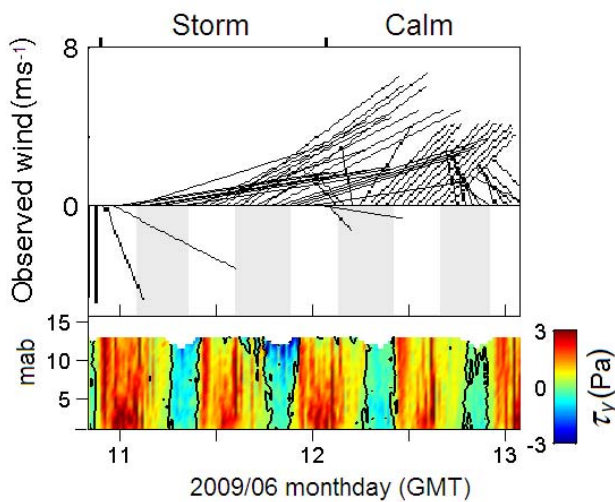 Storm Calm
Observed wind (ms⁻¹)
8
0
mab
15
10
5
11 12 13
2009/06 monthday (GMT)
3
0
-3
τᵥ(Pa)